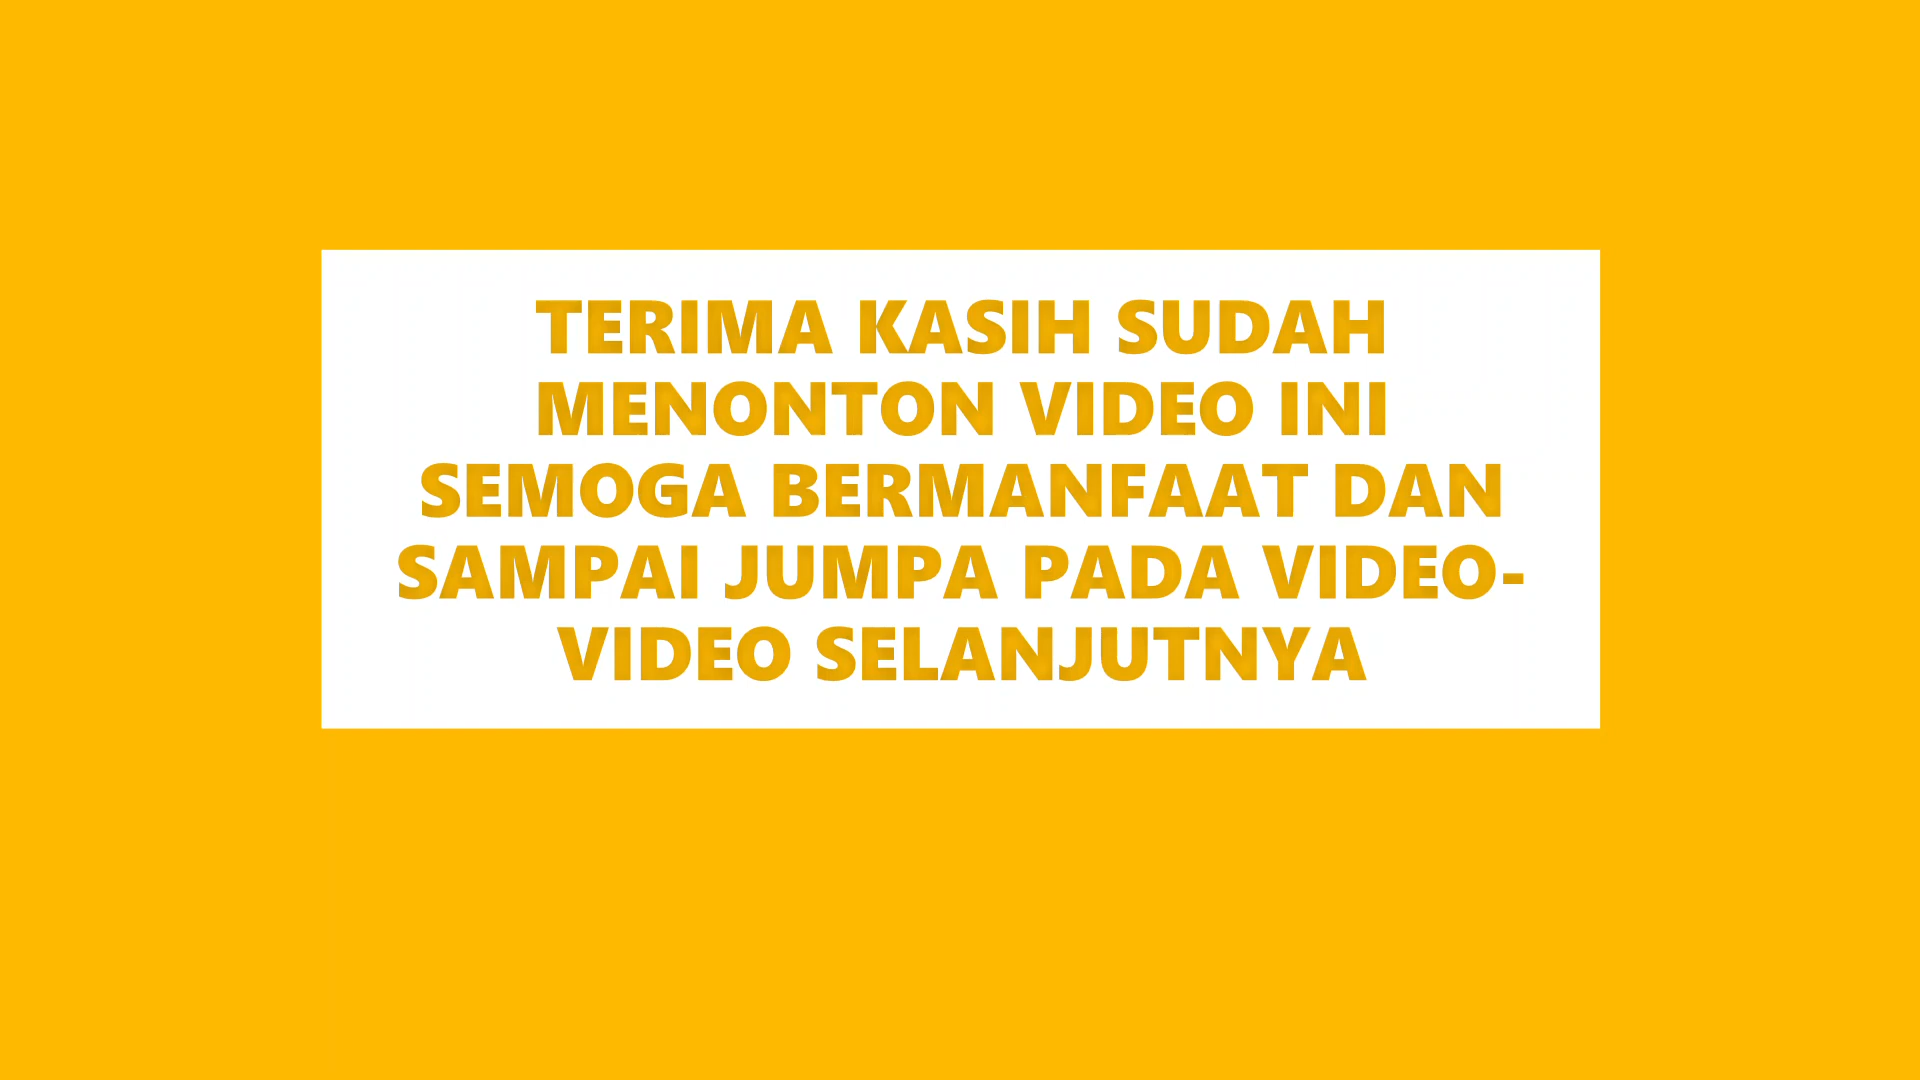 TERIMA KASIH SUDAH
MENONTON VIDEO INI
SEMOGA BERMANFAAT DAN
SAMPAI JUMPA PADA VIDEO-
VIDEO SELANJUTNYA